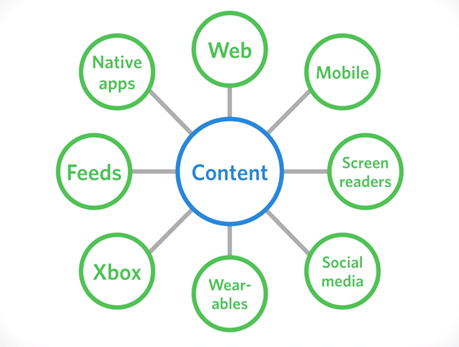 Web
Native
apps
Mobile
Feeds
Content
Screen
readers
Xbox
Wear-
ables
Social
media